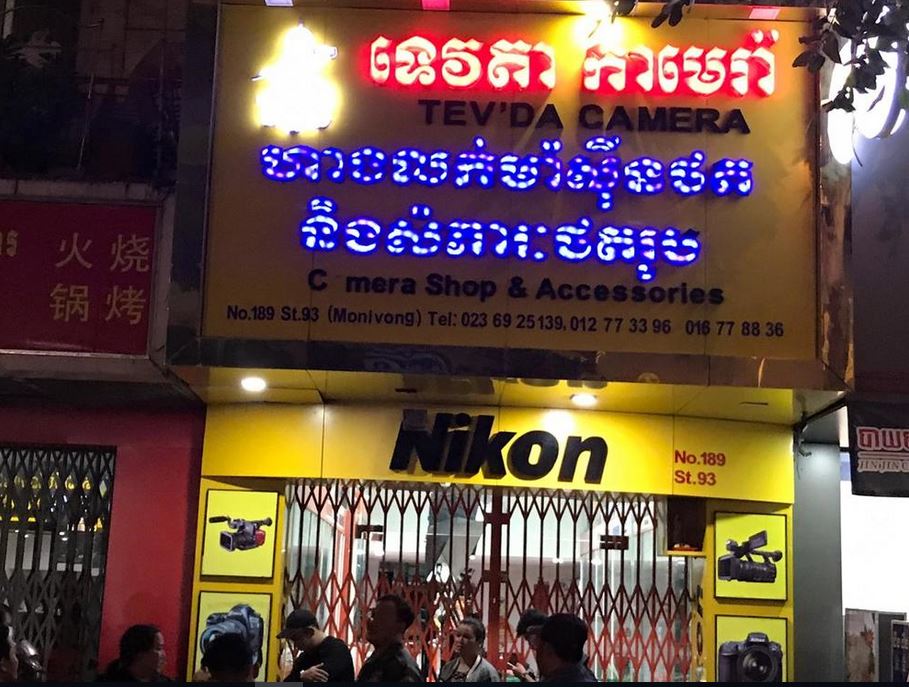 ទេវតា កាមេរ៉ា
TEV'DA CAMERA
ហាងលក់ម៉ាស៊ីនថត
និងសំភារៈថតរូប
C mera Shop & Accessories
No.189 St.93 (Monivong) Tel: 023 69 25 139, 012 77 33 96 016 77 88 36
火 烧
锅 烤
Nikon
No.189
St.93